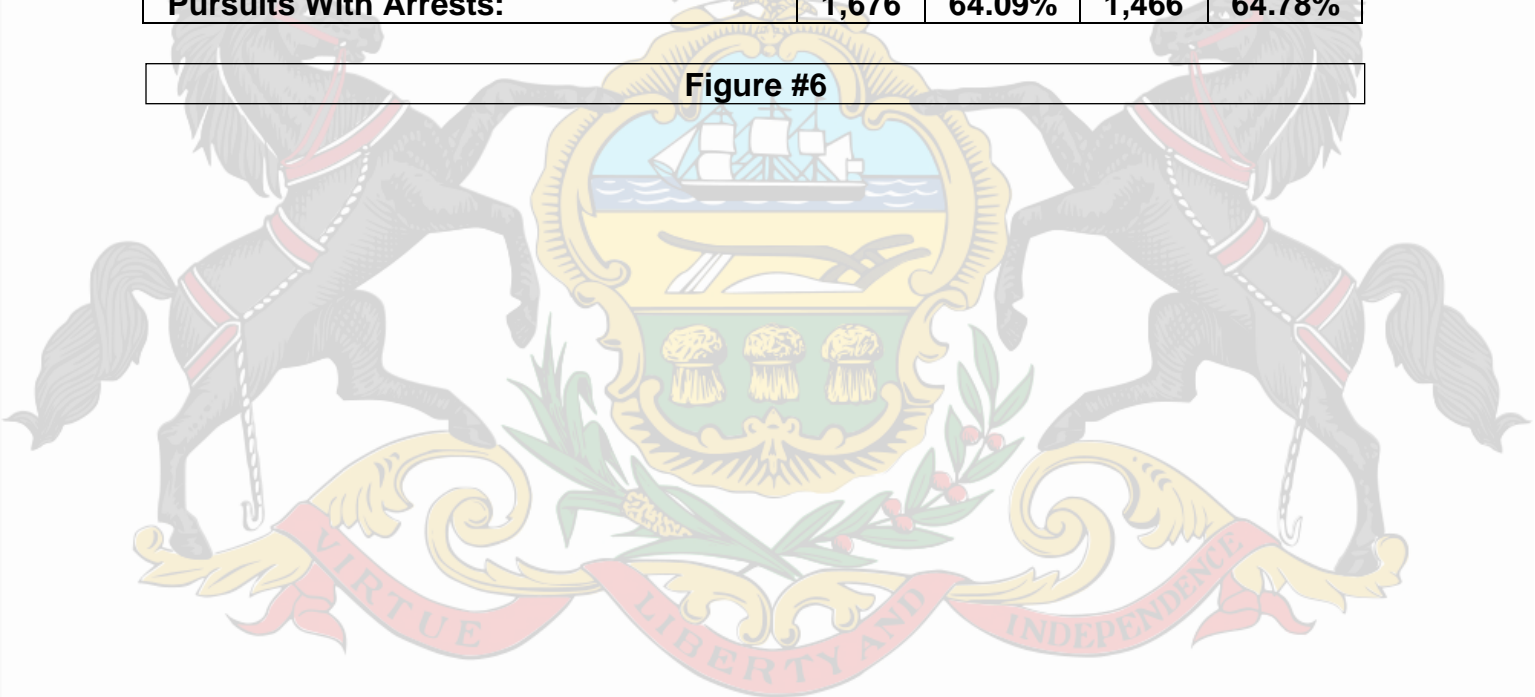 Pursuits With Arrests: 1,676 64.09% 1,466 64.78%
Figure #6
VIRTUE LIBERTY AND INDEPENDENCE